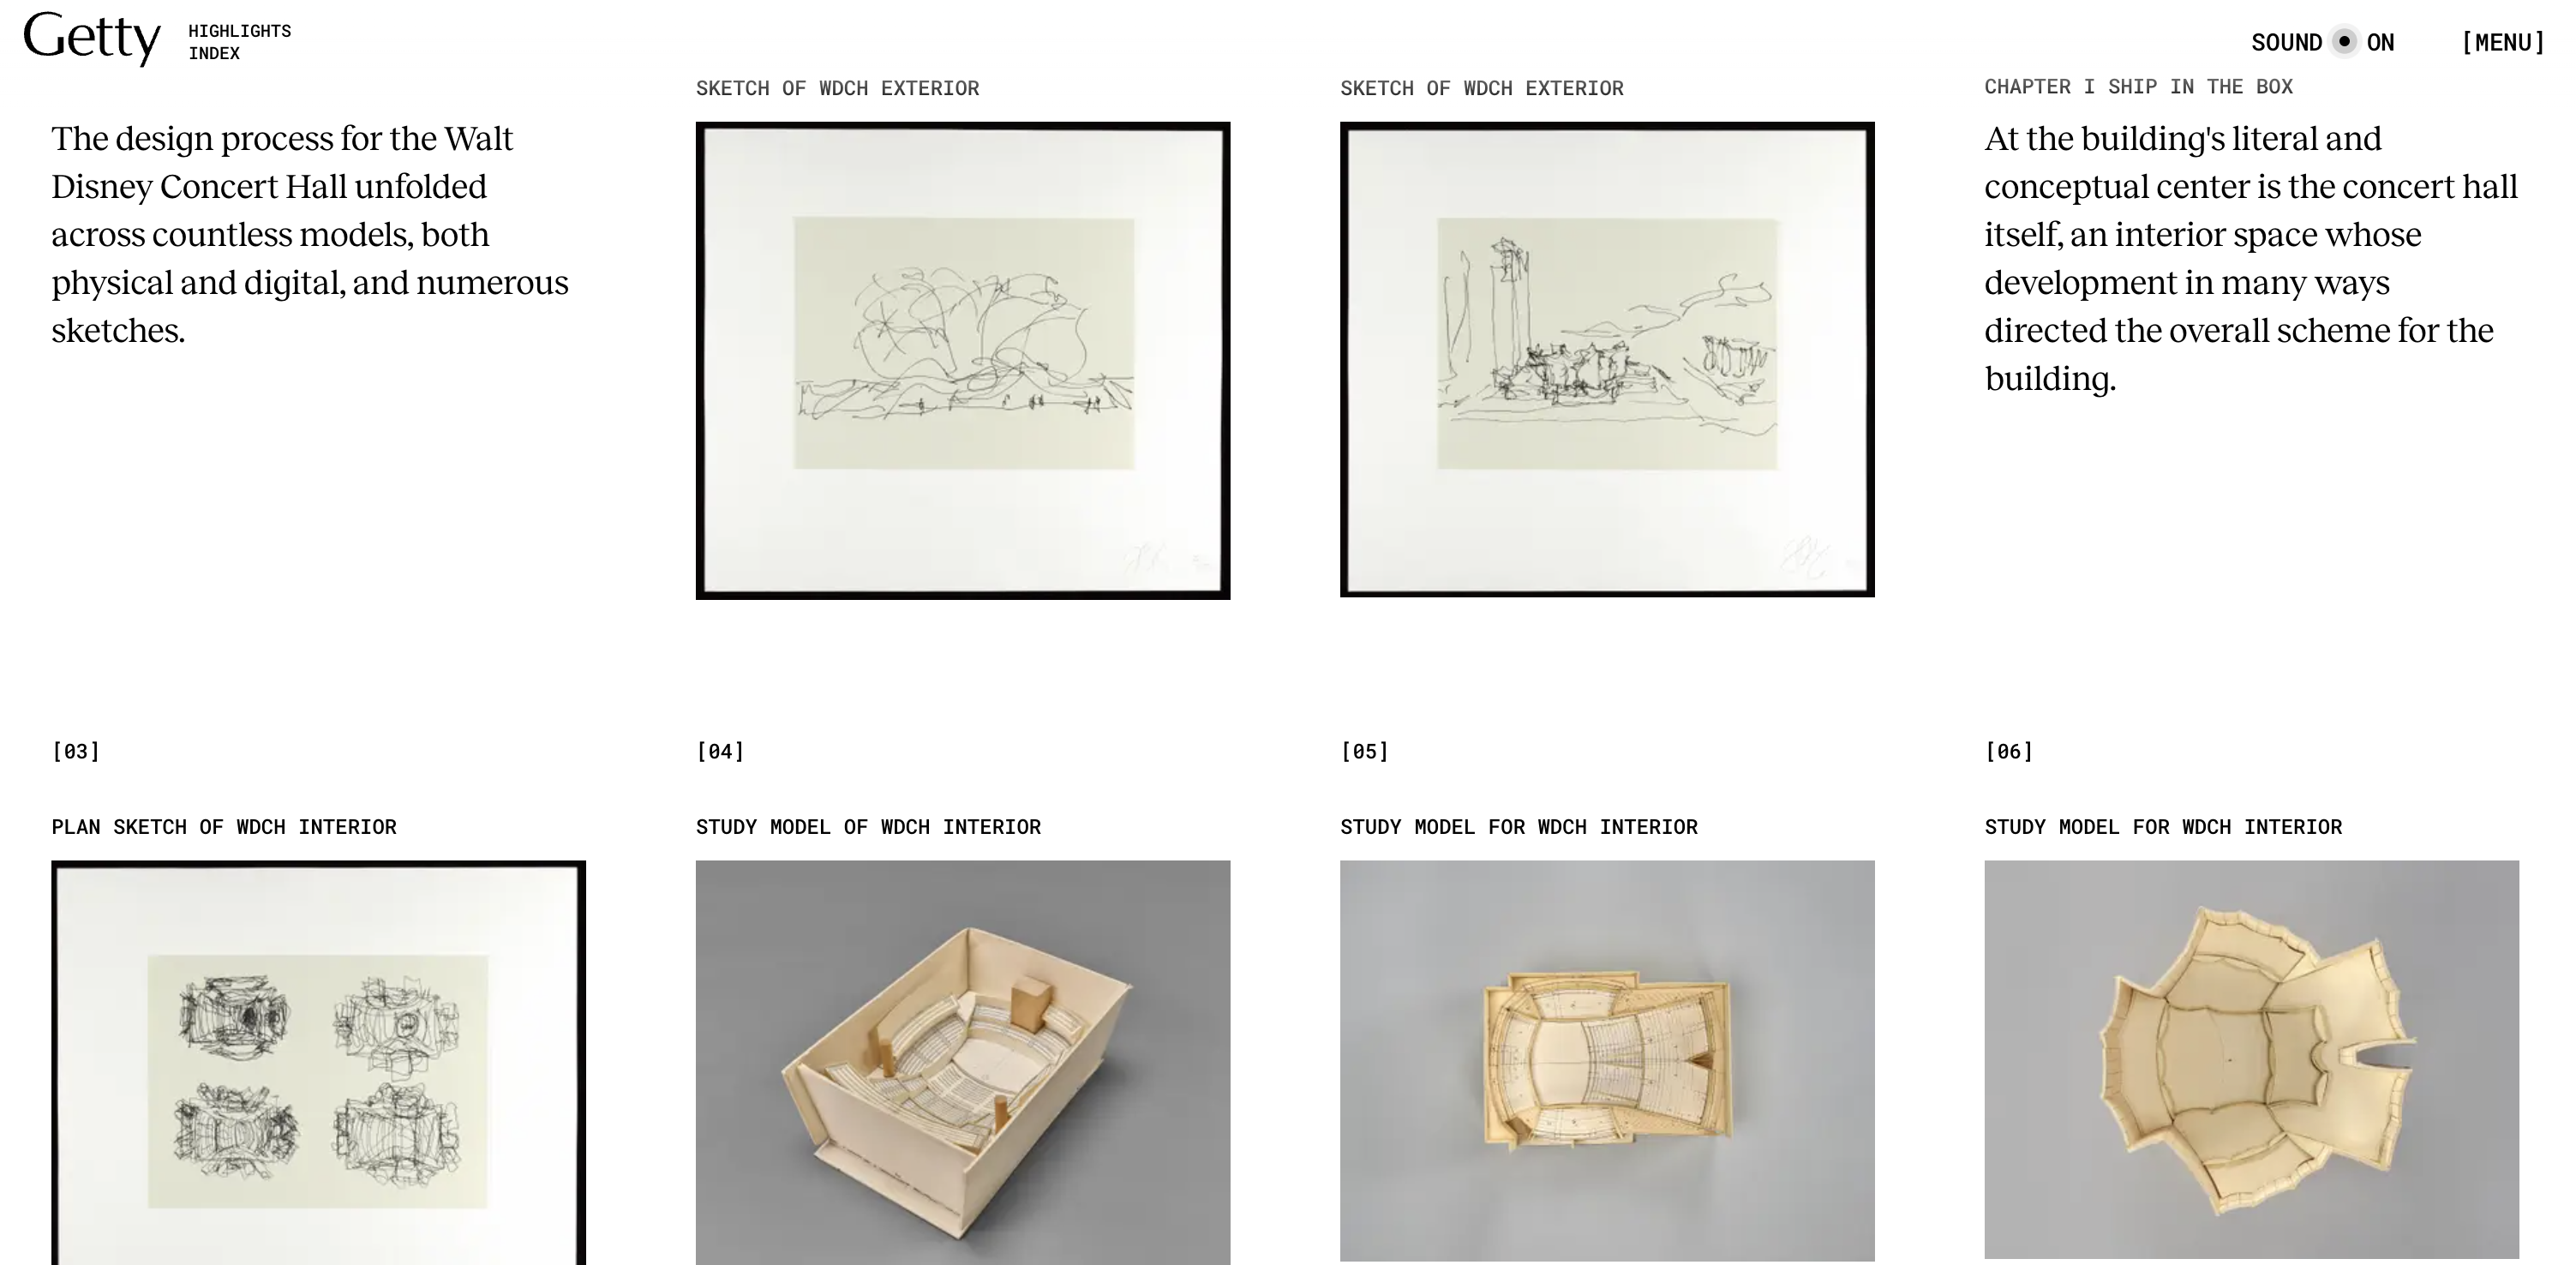 Getty
HIGHLIGHTS
INDEX
SOUND ON
[MENU]
The design process for the Walt
Disney Concert Hall unfolded
across countless models, both
physical and digital, and numerous
sketches.
SKETCH OF WDCH EXTERIOR
SKETCH OF WDCH EXTERIOR
CHAPTER I SHIP IN THE BOX
At the building's literal and
conceptual center is the concert hall
itself, an interior space whose
development in many ways
directed the overall scheme for the
building.
[03]
PLAN SKETCH OF WDCH INTERIOR
[04]
STUDY MODEL OF WDCH INTERIOR
[05]
STUDY MODEL FOR WDCH INTERIOR
[06]
STUDY MODEL FOR WDCH INTERIOR